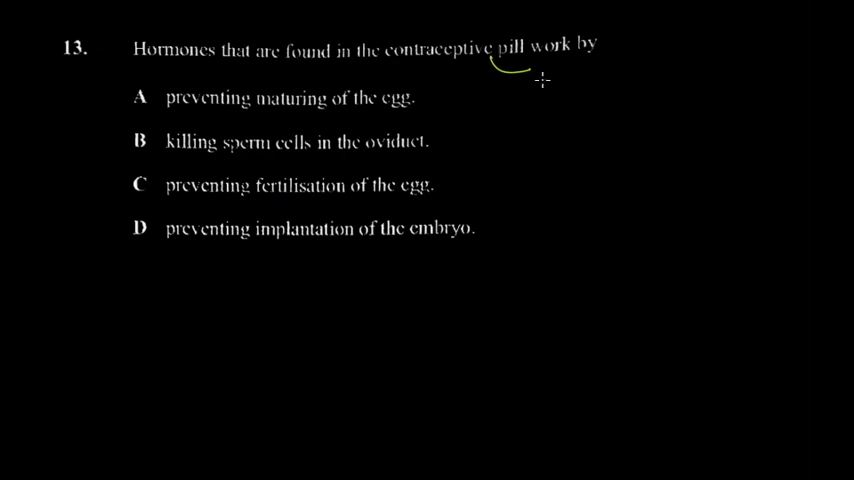 13. Hormones that are found in the contraceptive pill work by
A preventing maturing of the egg.
B killing sperm cells in the oviduct.
C preventing fertilisation of the egg.
D preventing implantation of the embryo.